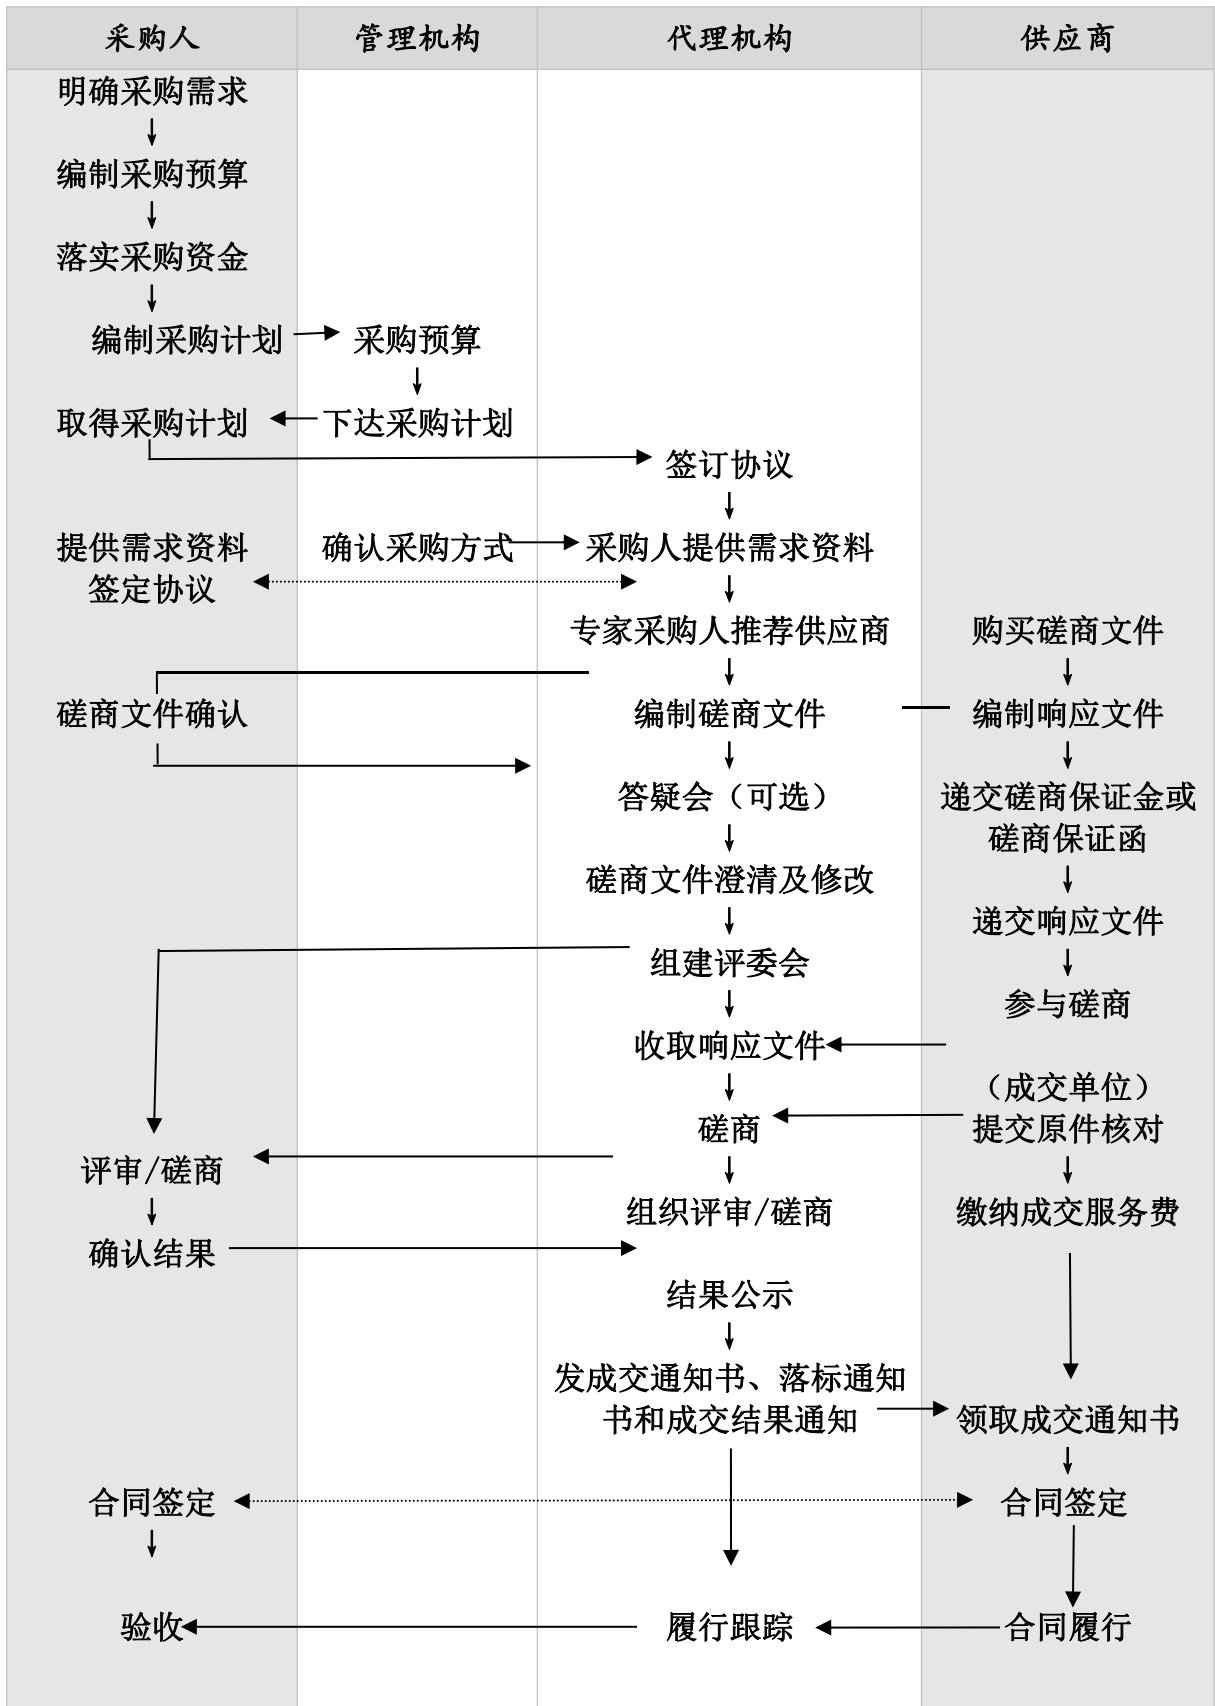 采购人 管理机构 代理机构 供应商
明确采购需求
↓
编制采购预算
↓
落实采购资金
↓
编制采购计划 采购预算
↓
取得采购计划 下达采购计划
签订协议
↓
提供需求资料 确认采购方式 采购人提供需求资料
签定协议 ↓
专家采购人推荐供应商 购买磋商文件
↓ ↓
磋商文件确认 编制磋商文件 编制响应文件
↓ ↓
答疑会（可选） 递交磋商保证金或
↓ 磋商保证函
磋商文件澄清及修改 ↓
↓ 递交响应文件
组建评委会 ↓
↓ 参与磋商
收取响应文件
↓ （成交单位）
磋商 提交原件核对
评审/磋商 ↓ ↓
↓ 组织评审/磋商 缴纳成交服务费
确认结果
结果公示
↓
发成交通知书、落标通知
书和成交结果通知 领取成交通知书
↓
合同签定 合同签定
↓
验收 履行跟踪 合同履行